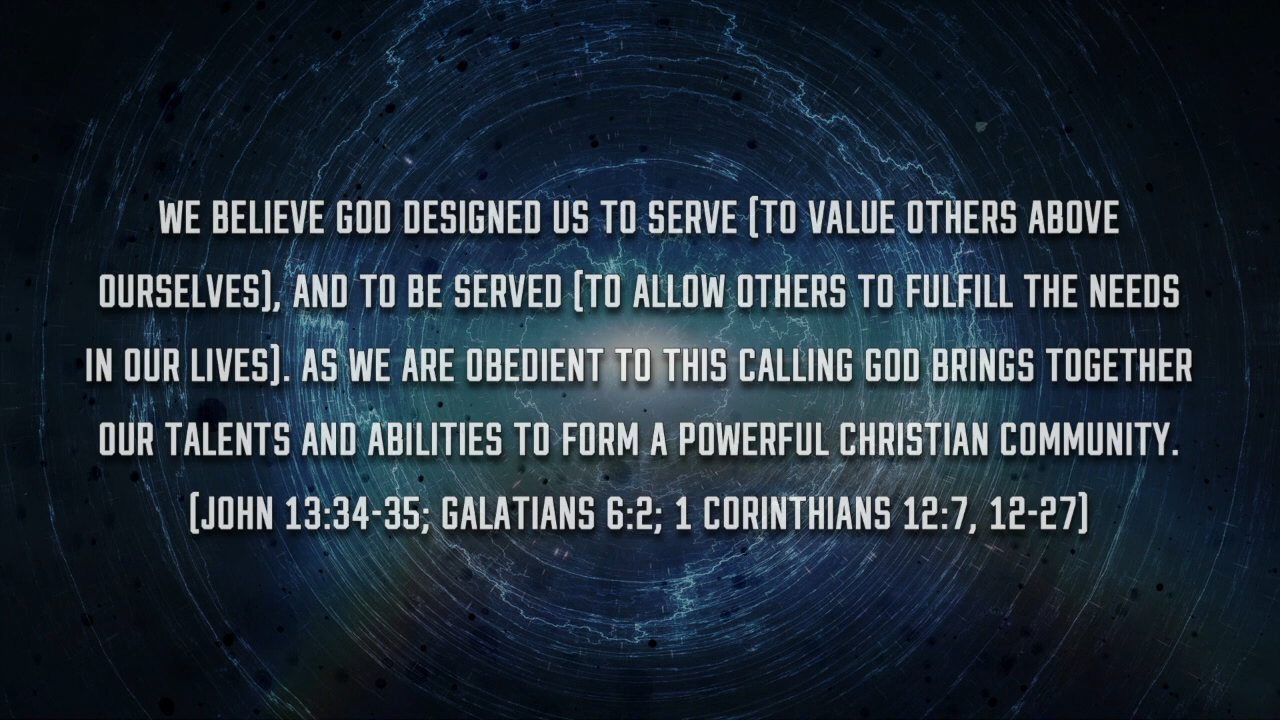 WE BELIEVE GOD DESIGNED US TO SERVE (TO VALUE OTHERS ABOVE
OURSELVES), AND TO BE SERVED (TO ALLOW OTHERS TO FULFILL THE NEEDS
IN OUR LIVES). AS WE ARE OBEDIENT TO THIS CALLING GOD BRINGS TOGETHER
OUR TALENTS AND ABILITIES TO FORM A POWERFUL CHRISTIAN COMMUNITY.
(JOHN 13:34-35; GALATIANS 6:2; 1 CORINTHIANS 12:7, 12-27)